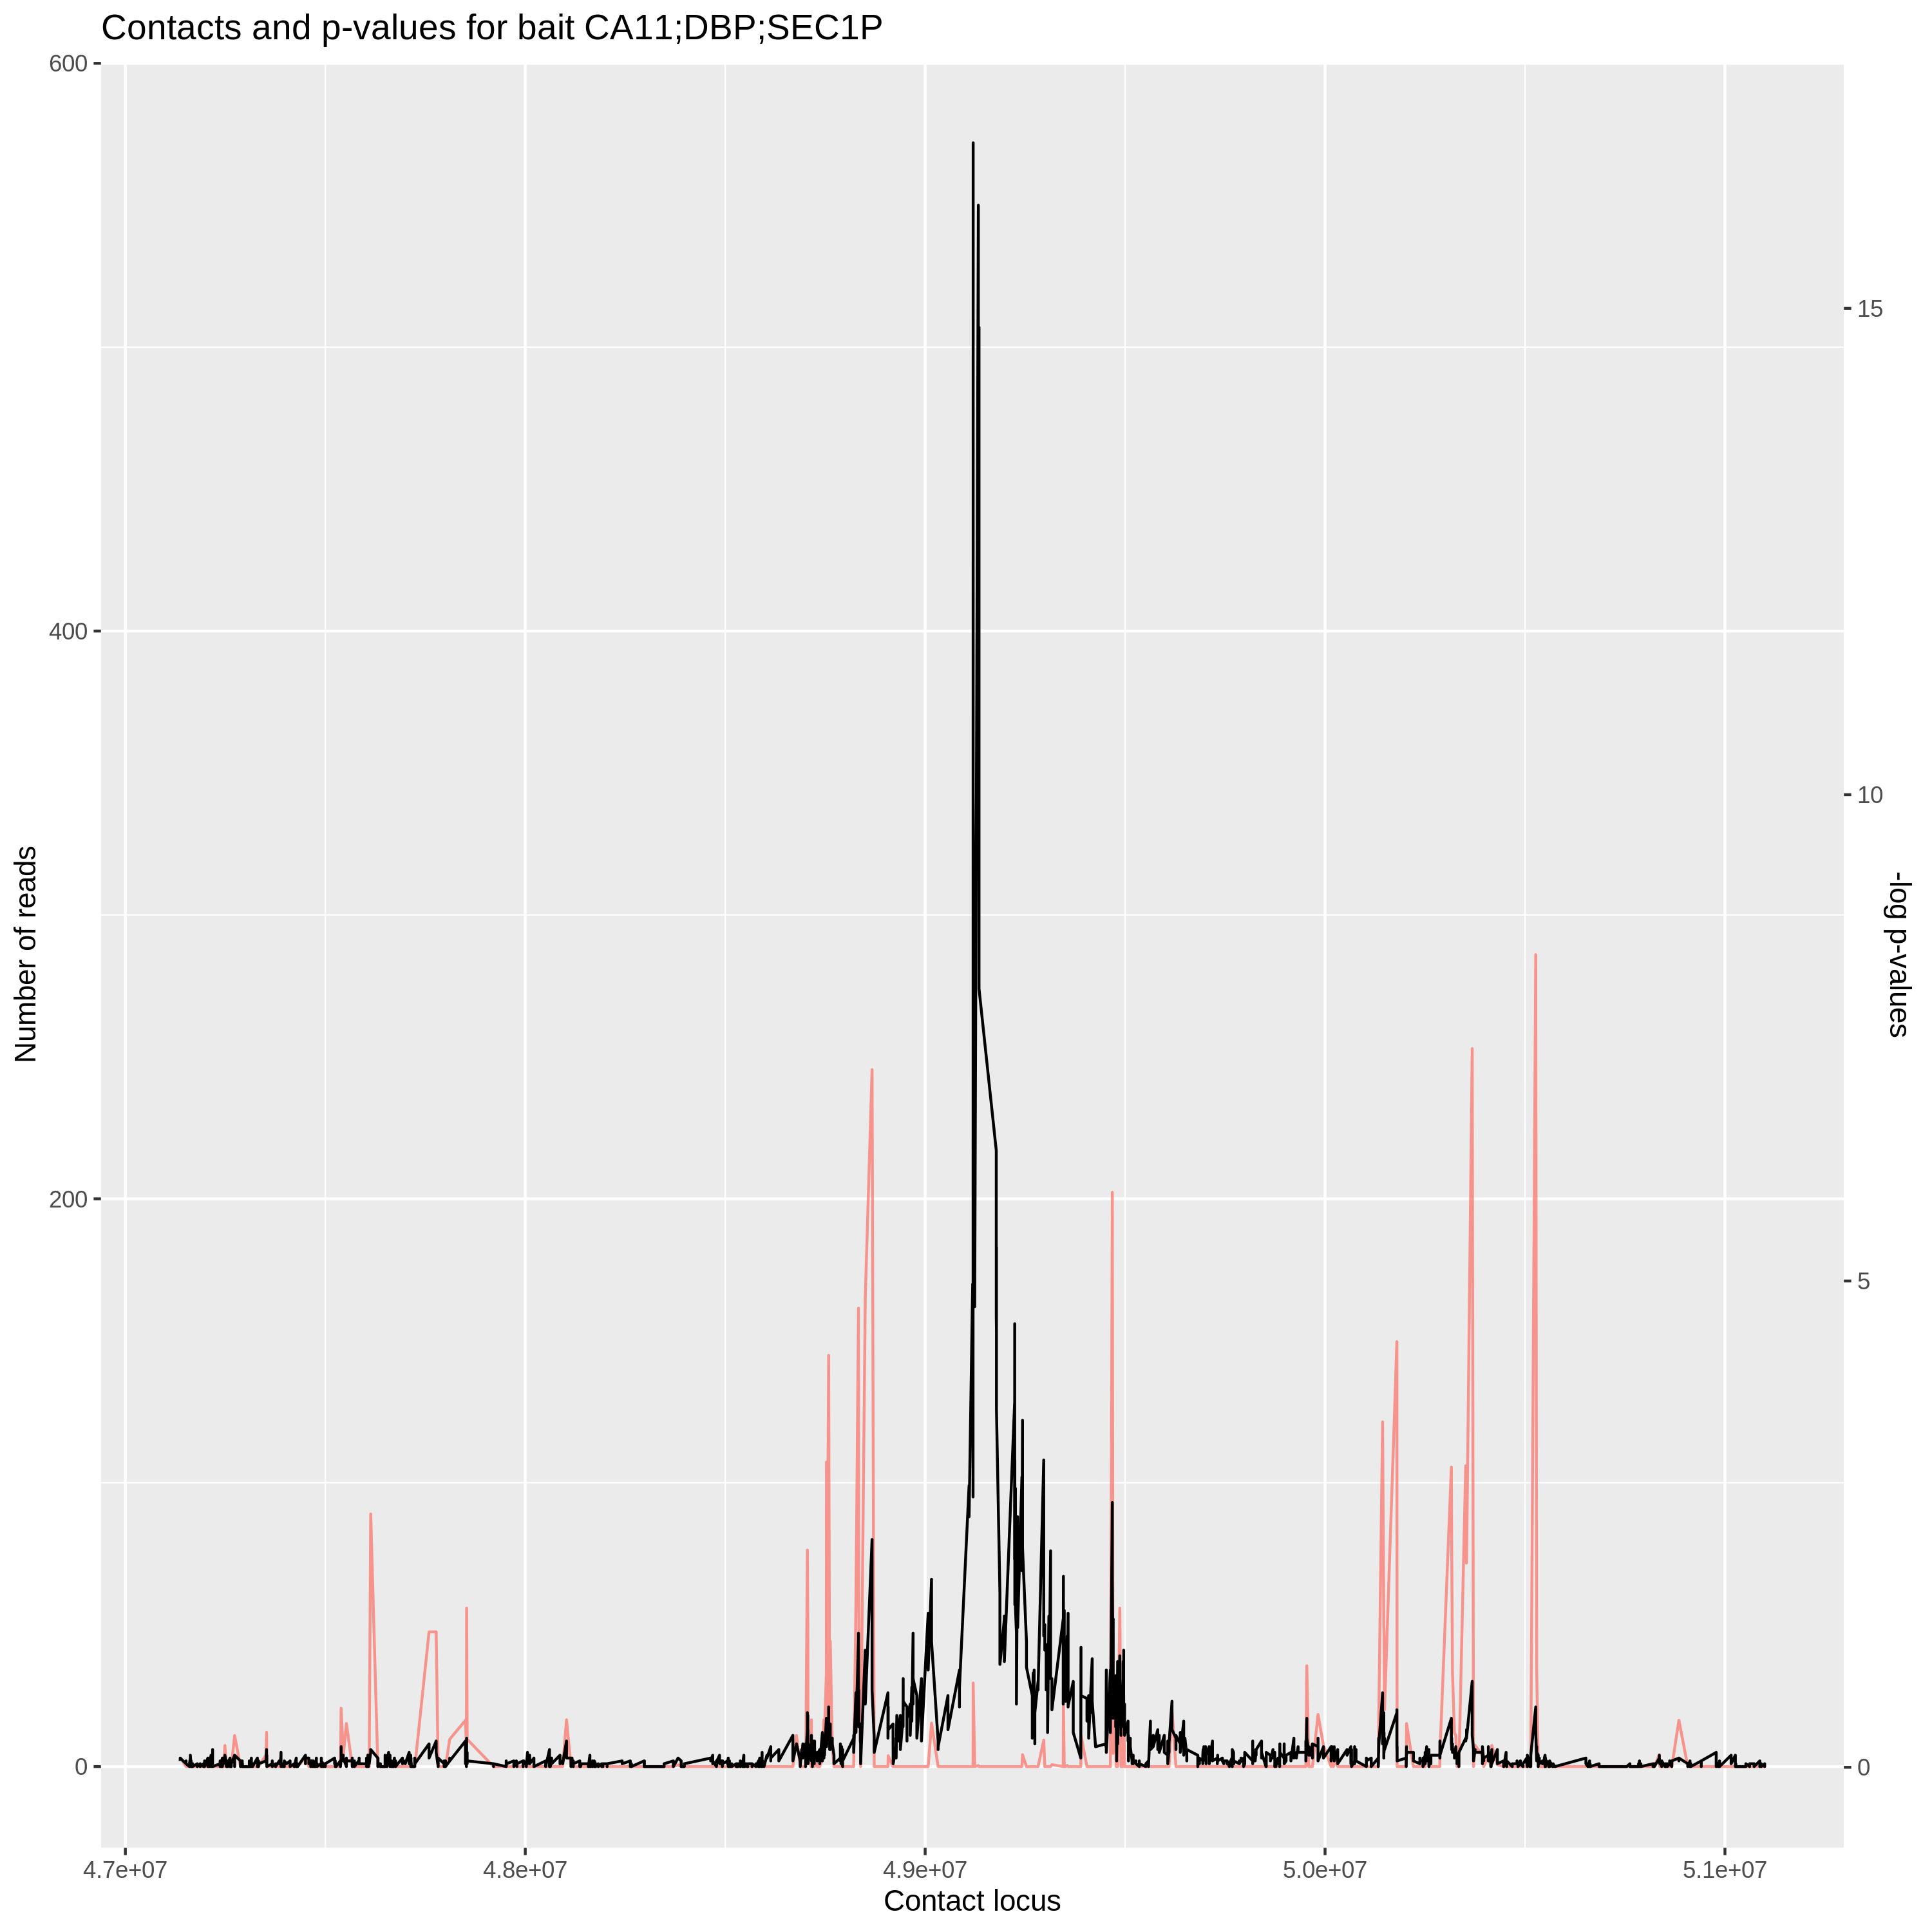 Contacts and p-values for bait CA11;DBP;SEC1P
600
400
200
0
Number of reads
15
10
5
0
-log p-values
4.7e+07 4.8e+07 4.9e+07 5.0e+07 5.1e+07
Contact locus